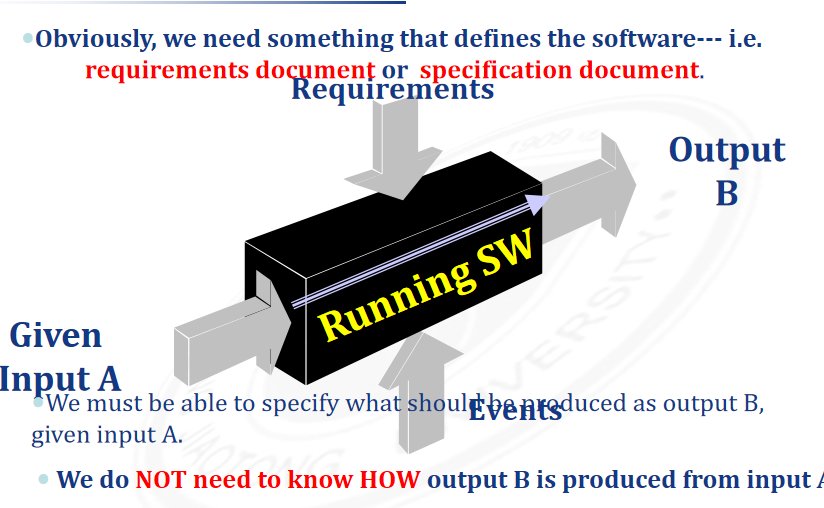 Obviously, we need something that defines the software--- i.e.
requirements document or specification document.
Requirements
Output
B
Running SW
Given
Input A
Events
We must be able to specify what should be produced as output B,
given input A.
We do NOT need to know HOW output B is produced from input A